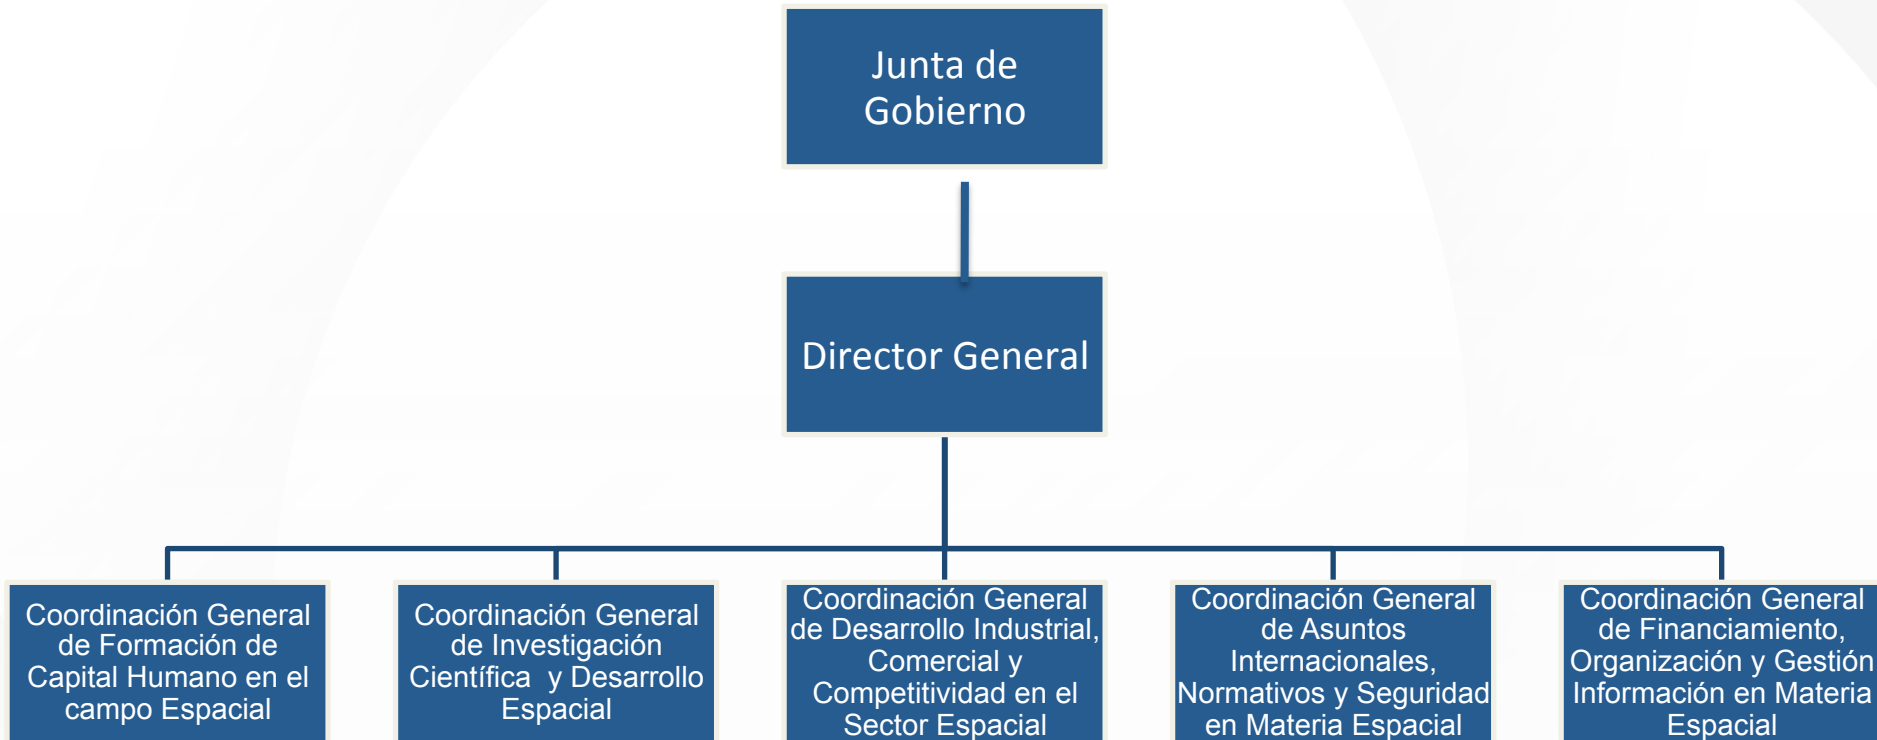 Junta de
Gobierno
Director General
Coordinación General
de Formación de
Capital Humano en el
campo Espacial
Coordinación General
de Investigación
Científica y Desarrollo
Espacial
Coordinación General
de Desarrollo Industrial,
Comercial y
Competitividad en el
Sector Espacial
Coordinación General
de Asuntos
Internacionales,
Normativos y Seguridad
en Materia Espacial
Coordinación General
de Financiamiento,
Organización y Gestión
Información en Materia
Espacial